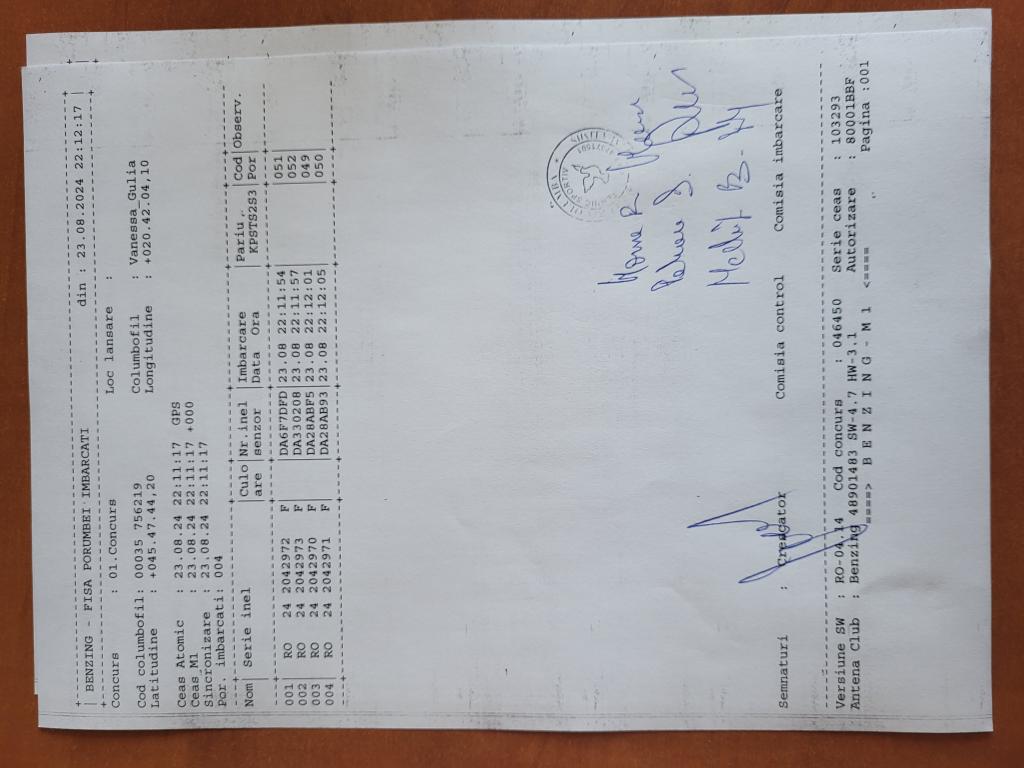 BENZING - FISA PORUMBEI IMBARCATI din : 23.08.2024 22:12:17
Concurs : 01.Concurs Loc lansare :
Cod columbofil: 00035 756219 Columbofil : Vanessa Gulia
Latitudine : +045.47.44,20 Longitudine : +020.42.04,10
Ceas Atomic : 23.08.24 22:11:17 GPS
Ceas M1 : 23.08.24 22:11:17 +000
Sincronizare : 23.08.24 22:11:17
Por. imbarcati: 004
Nom| Serie inel |Culo|Nr.inel |Imbarcare |Pariu |Cod|Observ.
|are |senzor |Data Ora | KPSTS2S3|Por|
001| RO 24 2042972 F | |DA6F7DFD|23.08 22:11:54| |051|
002| RO 24 2042973 F | |DA330208|23.08 22:11:57| |052|
003| RO 24 2042970 F | |DA28ABF5|23.08 22:12:01| |049|
004| RO 24 2042971 F | |DA28AB93|23.08 22:12:05| |050|
Semnaturi : Crescator Comisia control Comisia imbarcare
Versiune SW : RO-04.14 Cod concurs : 046450 Serie ceas : 103293
Antena Club : Benzing 48901483 SW-4.7 HW-3.1 Autorizare : 80001BBF
====> B E N Z I N G - M 1 <==== Pagina :001